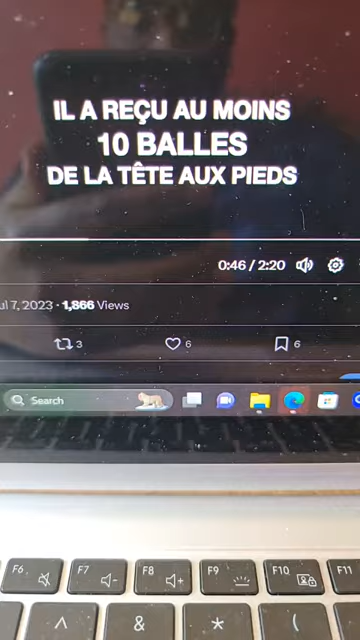 IL A REÇU AU MOINS
10 BALLES
DE LA TÊTE AUX PIEDS
0:46 / 2:20
ul 7, 2023 · 1,866 Views
3 6 6
Search
F6 F7 F8 F9 F10 F11
^ & * (